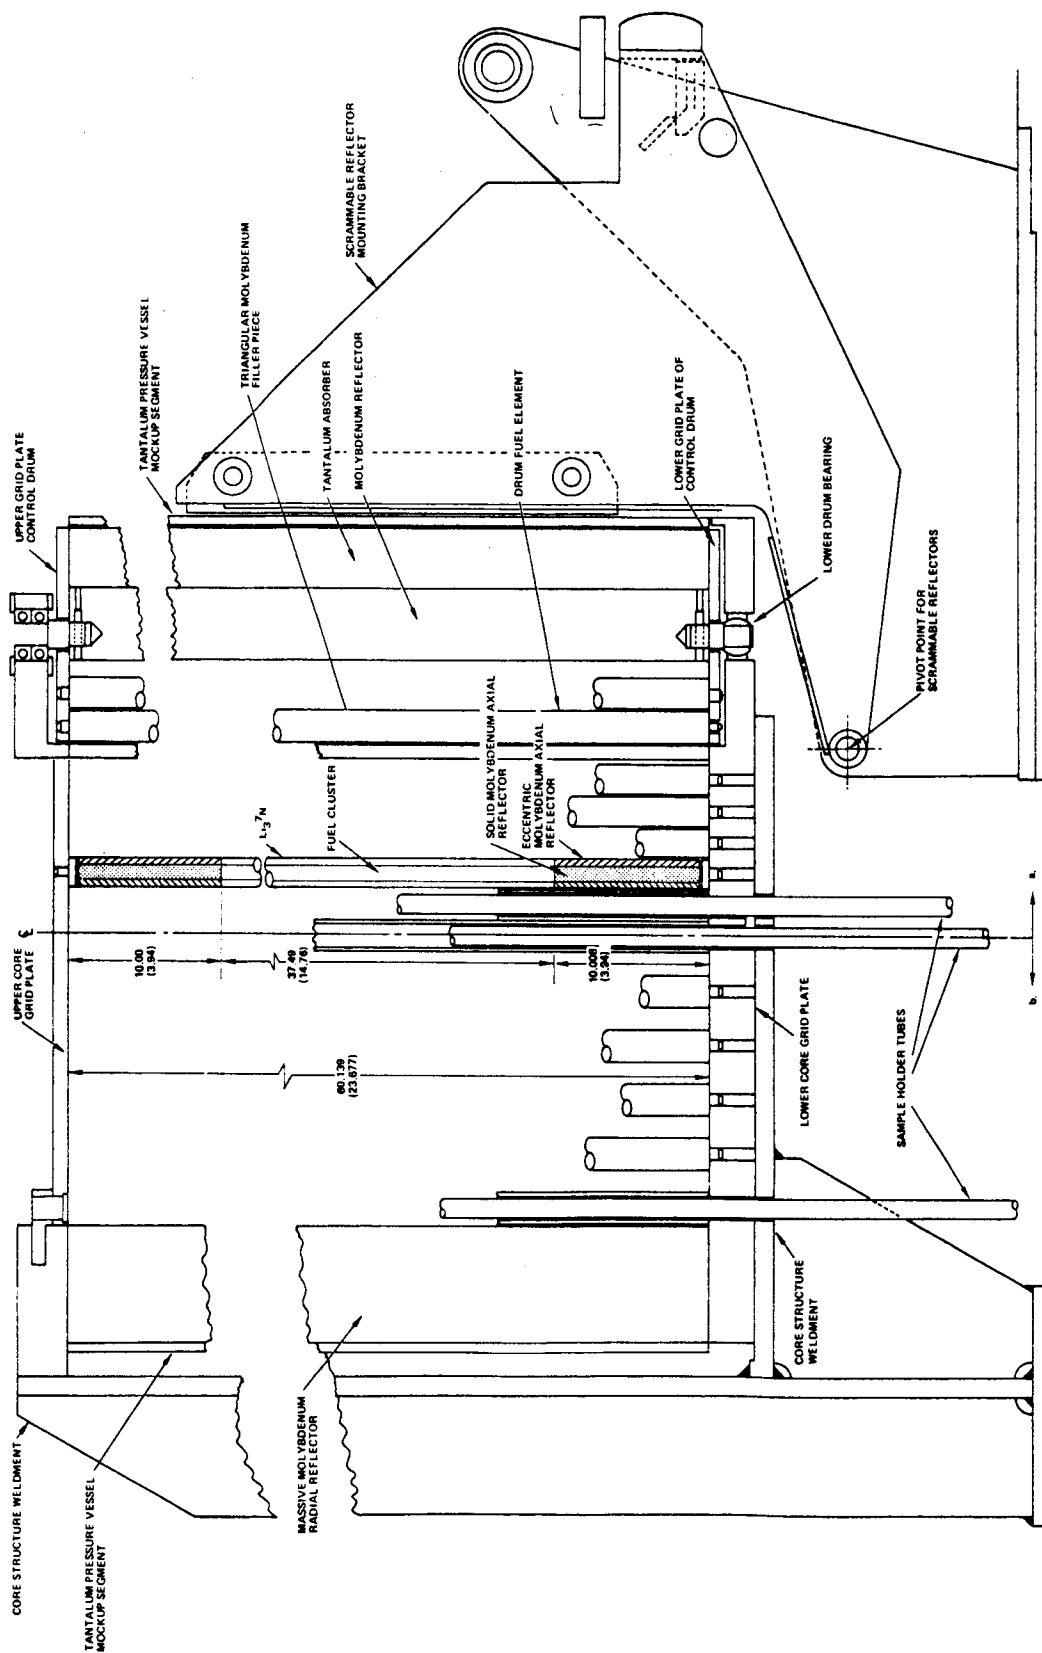 CORE STRUCTURE WELDMENT
TANTALUM PRESSURE VESSEL
MOCKUP SEGMENT
MASSIVE MOLYBDENUM
RADIAL REFLECTOR
CORE STRUCTURE
WELDMENT
UPPER CORE
GRID PLATE
℄
60.139
(23.677)
10.00
(3.94)
37.49
(14.76)
10.008
(3.94)
LOWER CORE GRID PLATE
SAMPLE HOLDER TUBES
b.
a.
Li₃⁷N
FUEL CLUSTER
SOLID MOLYBDENUM AXIAL
REFLECTOR
ECCENTRIC
MOLYBDENUM AXIAL
REFLECTOR
UPPER GRID PLATE
CONTROL DRUM
TANTALUM PRESSURE VESSEL
MOCKUP SEGMENT
TRIANGULAR MOLYBDENUM
FILLER PIECE
TANTALUM ABSORBER
MOLYBDENUM REFLECTOR
DRUM FUEL ELEMENT
LOWER GRID PLATE OF
CONTROL DRUM
LOWER DRUM BEARING
PIVOT POINT FOR
SCRAMMABLE REFLECTORS
SCRAMMABLE REFLECTOR
MOUNTING BRACKET